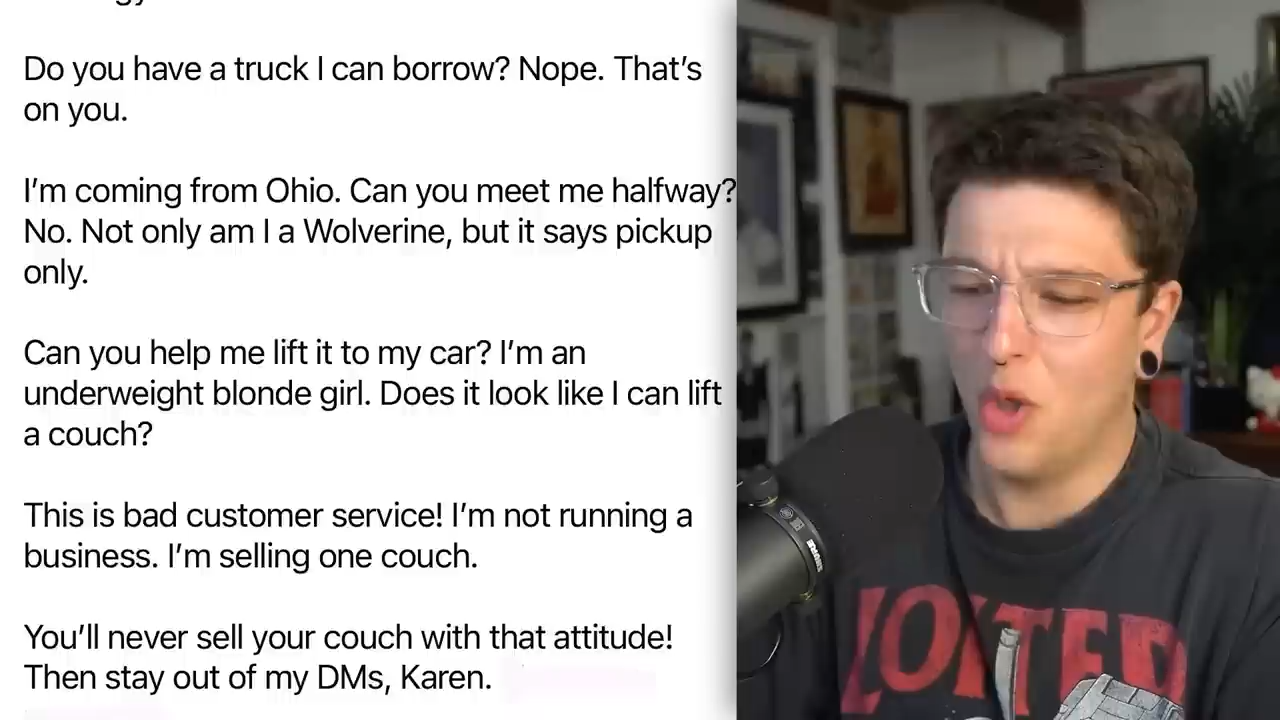 Do you have a truck I can borrow? Nope. That’s
on you.
I’m coming from Ohio. Can you meet me halfway?
No. Not only am I a Wolverine, but it says pickup
only.
Can you help me lift it to my car? I’m an
underweight blonde girl. Does it look like I can lift
a couch?
This is bad customer service! I’m not running a
business. I’m selling one couch.
You’ll never sell your couch with that attitude!
Then stay out of my DMs, Karen.
SHURE
LOITER